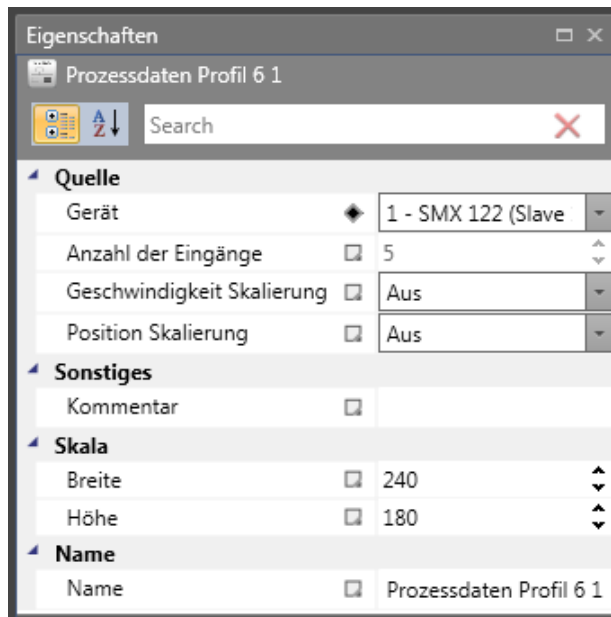 Eigenschaften
Prozessdaten Profil 6 1
A Z Search
Quelle
Gerät 1 - SMX 122 (Slave
Anzahl der Eingänge 5
Geschwindigkeit Skalierung Aus
Position Skalierung Aus
Sonstiges
Kommentar
Skala
Breite 240
Höhe 180
Name
Name Prozessdaten Profil 6 1